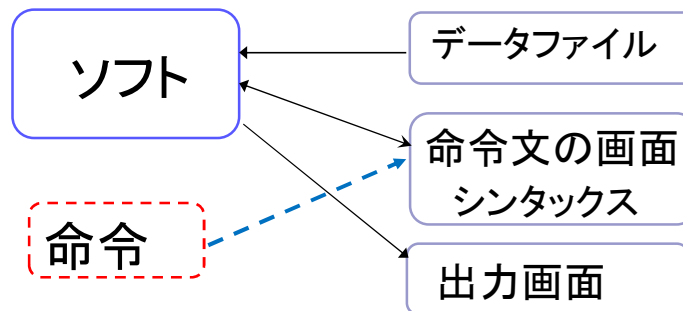 ソフト
データファイル
命令文の画面
シンタックス
命令
出力画面